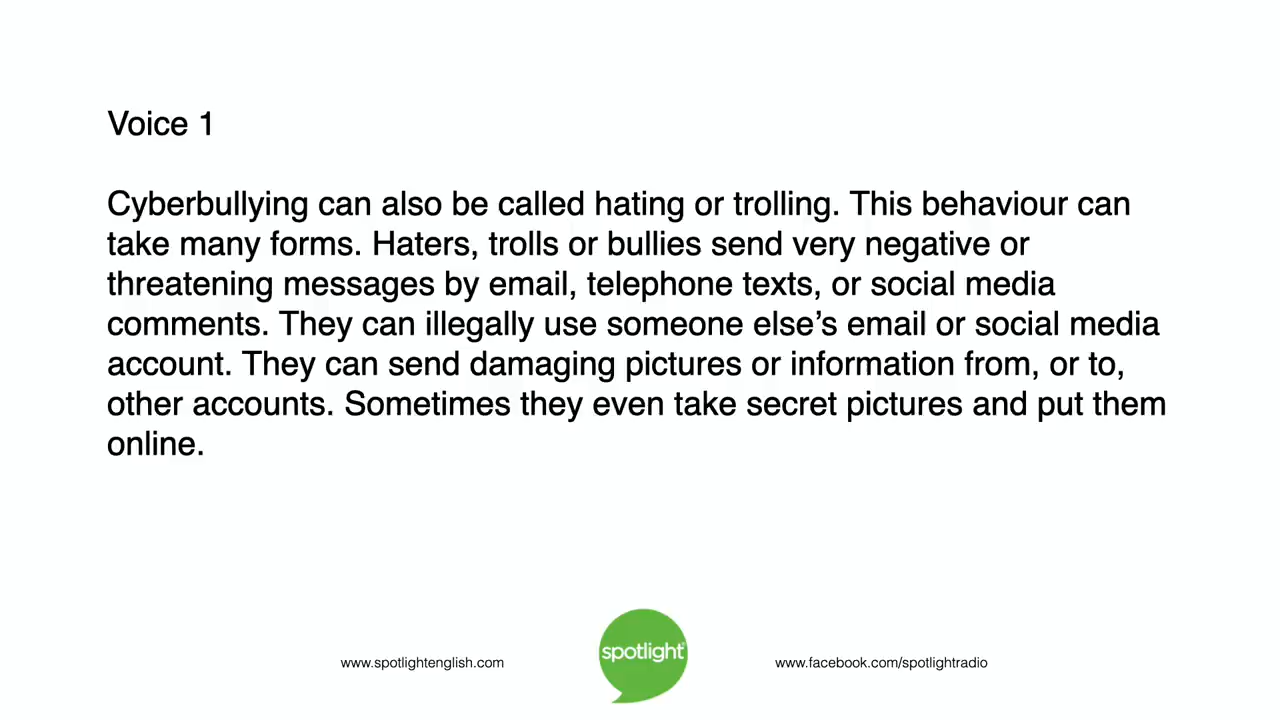 Voice 1
Cyberbullying can also be called hating or trolling. This behaviour can
take many forms. Haters, trolls or bullies send very negative or
threatening messages by email, telephone texts, or social media
comments. They can illegally use someone else’s email or social media
account. They can send damaging pictures or information from, or to,
other accounts. Sometimes they even take secret pictures and put them
online.
www.spotlightenglish.com
spotlight
www.facebook.com/spotlightradio